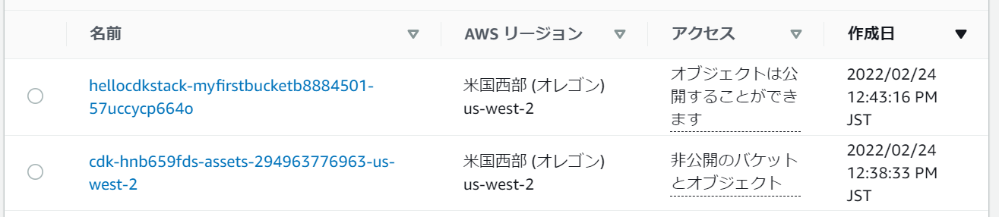 名前 AWS リージョン アクセス 作成日
hellocdkstack-myfirstbucketb8884501-
57uccycp664o
米国西部 (オレゴン)
us-west-2
オブジェクトは公
開することができ
ます
2022/02/24
12:43:16 PM
JST
cdk-hnb659fds-assets-294963776963-us-
west-2
米国西部 (オレゴン)
us-west-2
非公開のバケット
とオブジェクト
2022/02/24
12:38:33 PM
JST